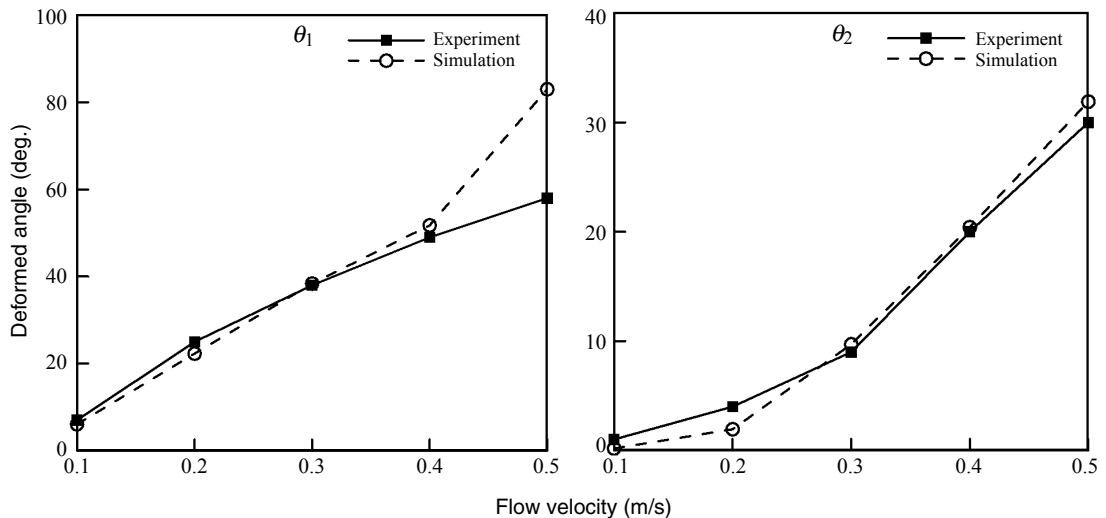 100
80
60
40
20
0
0.1 0.2 0.3 0.4 0.5
θ1
Experiment
Simulation
Deformed angle (deg.)
40
30
20
10
0
0.1 0.2 0.3 0.4 0.5
θ2
Experiment
Simulation
Flow velocity (m/s)